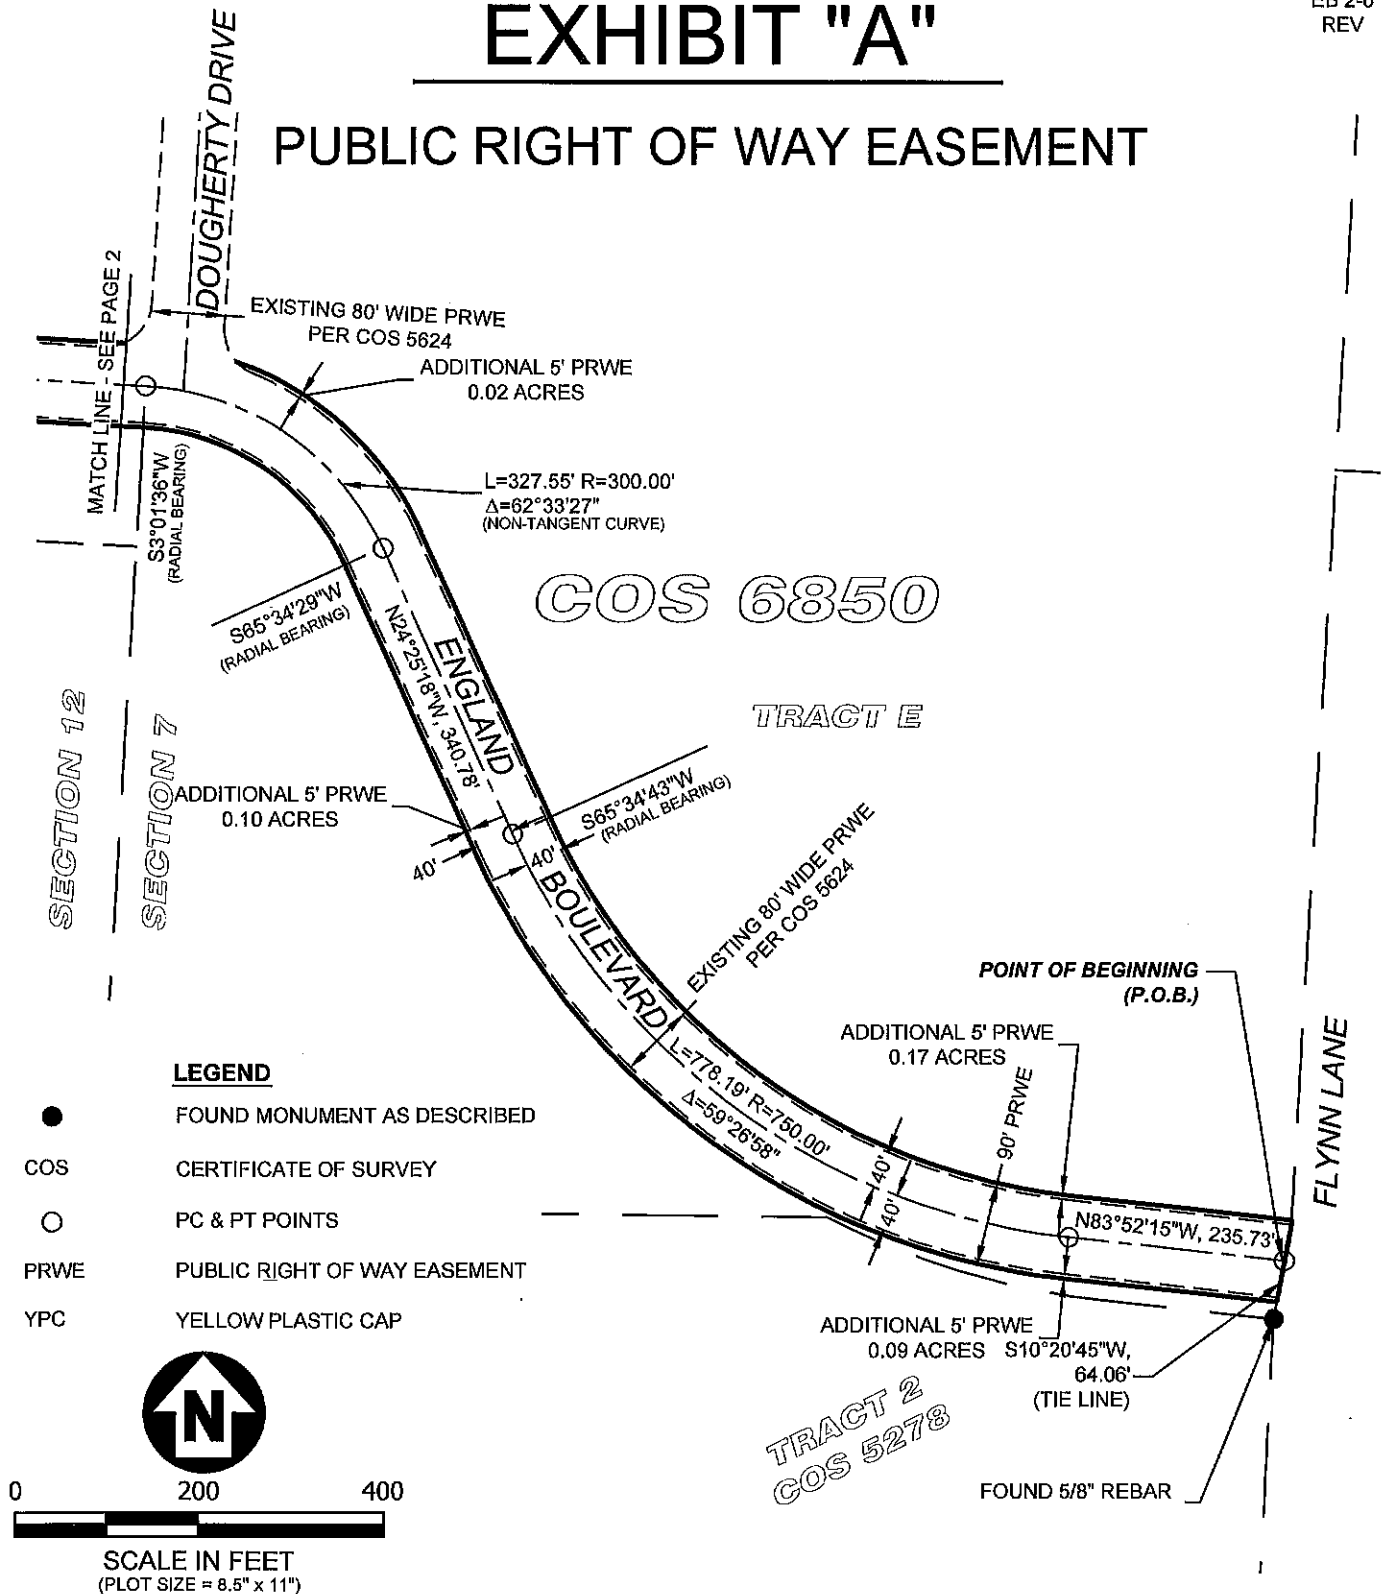 EXHIBIT "A"
REV
PUBLIC RIGHT OF WAY EASEMENT
DOUGHERTY DRIVE
MATCH LINE - SEE PAGE 2
EXISTING 80' WIDE PRWE
PER COS 5624
ADDITIONAL 5' PRWE
0.02 ACRES
S3°01'36"W
(RADIAL BEARING)
L=327.55' R=300.00'
Δ=62°33'27"
(NON-TANGENT CURVE)
COS 6850
S65°34'29"W
(RADIAL BEARING)
N24°25'18"W, 340.78'
ENGLAND
TRACT E
SECTION 12
SECTION 7
ADDITIONAL 5' PRWE
0.10 ACRES
S65°34'43"W
(RADIAL BEARING)
40'
40'
BOULEVARD
EXISTING 80' WIDE PRWE
PER COS 5624
POINT OF BEGINNING
(P.O.B.)
ADDITIONAL 5' PRWE
0.17 ACRES
FLYNN LANE
L=778.19' R=750.00'
Δ=59°26'58"
90' PRWE
40'
40'
N83°52'15"W, 235.73'
LEGEND
FOUND MONUMENT AS DESCRIBED
COS CERTIFICATE OF SURVEY
PC & PT POINTS
PRWE PUBLIC RIGHT OF WAY EASEMENT
YPC YELLOW PLASTIC CAP
ADDITIONAL 5' PRWE
0.09 ACRES
S10°20'45"W,
64.06'
(TIE LINE)
TRACT 2
COS 5278
FOUND 5/8" REBAR
N
0 200 400
SCALE IN FEET
(PLOT SIZE = 8.5" x 11")